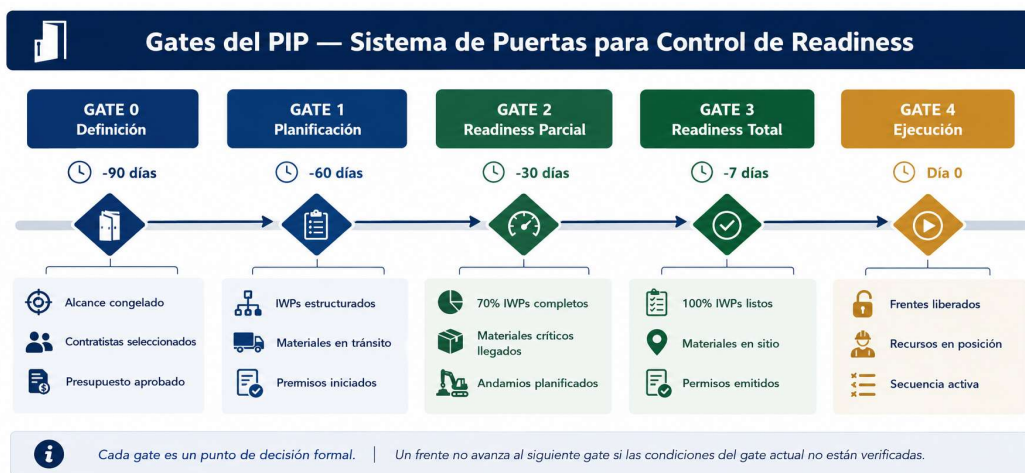 Gates del PIP — Sistema de Puertas para Control de Readiness
GATE 0
Definición
-90 días
Alcance congelado
Contratistas seleccionados
Presupuesto aprobado
GATE 1
Planificación
-60 días
IWPs estructurados
Materiales en tránsito
Premisos iniciados
GATE 2
Readiness Parcial
-30 días
70% IWPs completos
Materiales críticos
llegados
Andamios planificados
GATE 3
Readiness Total
-7 días
100% IWPs listos
Materiales en sitio
Permisos emitidos
GATE 4
Ejecución
Día 0
Frentes liberados
Recursos en posición
Secuencia activa
Cada gate es un punto de decisión formal. | Un frente no avanza al siguiente gate si las condiciones del gate actual no están verificadas.